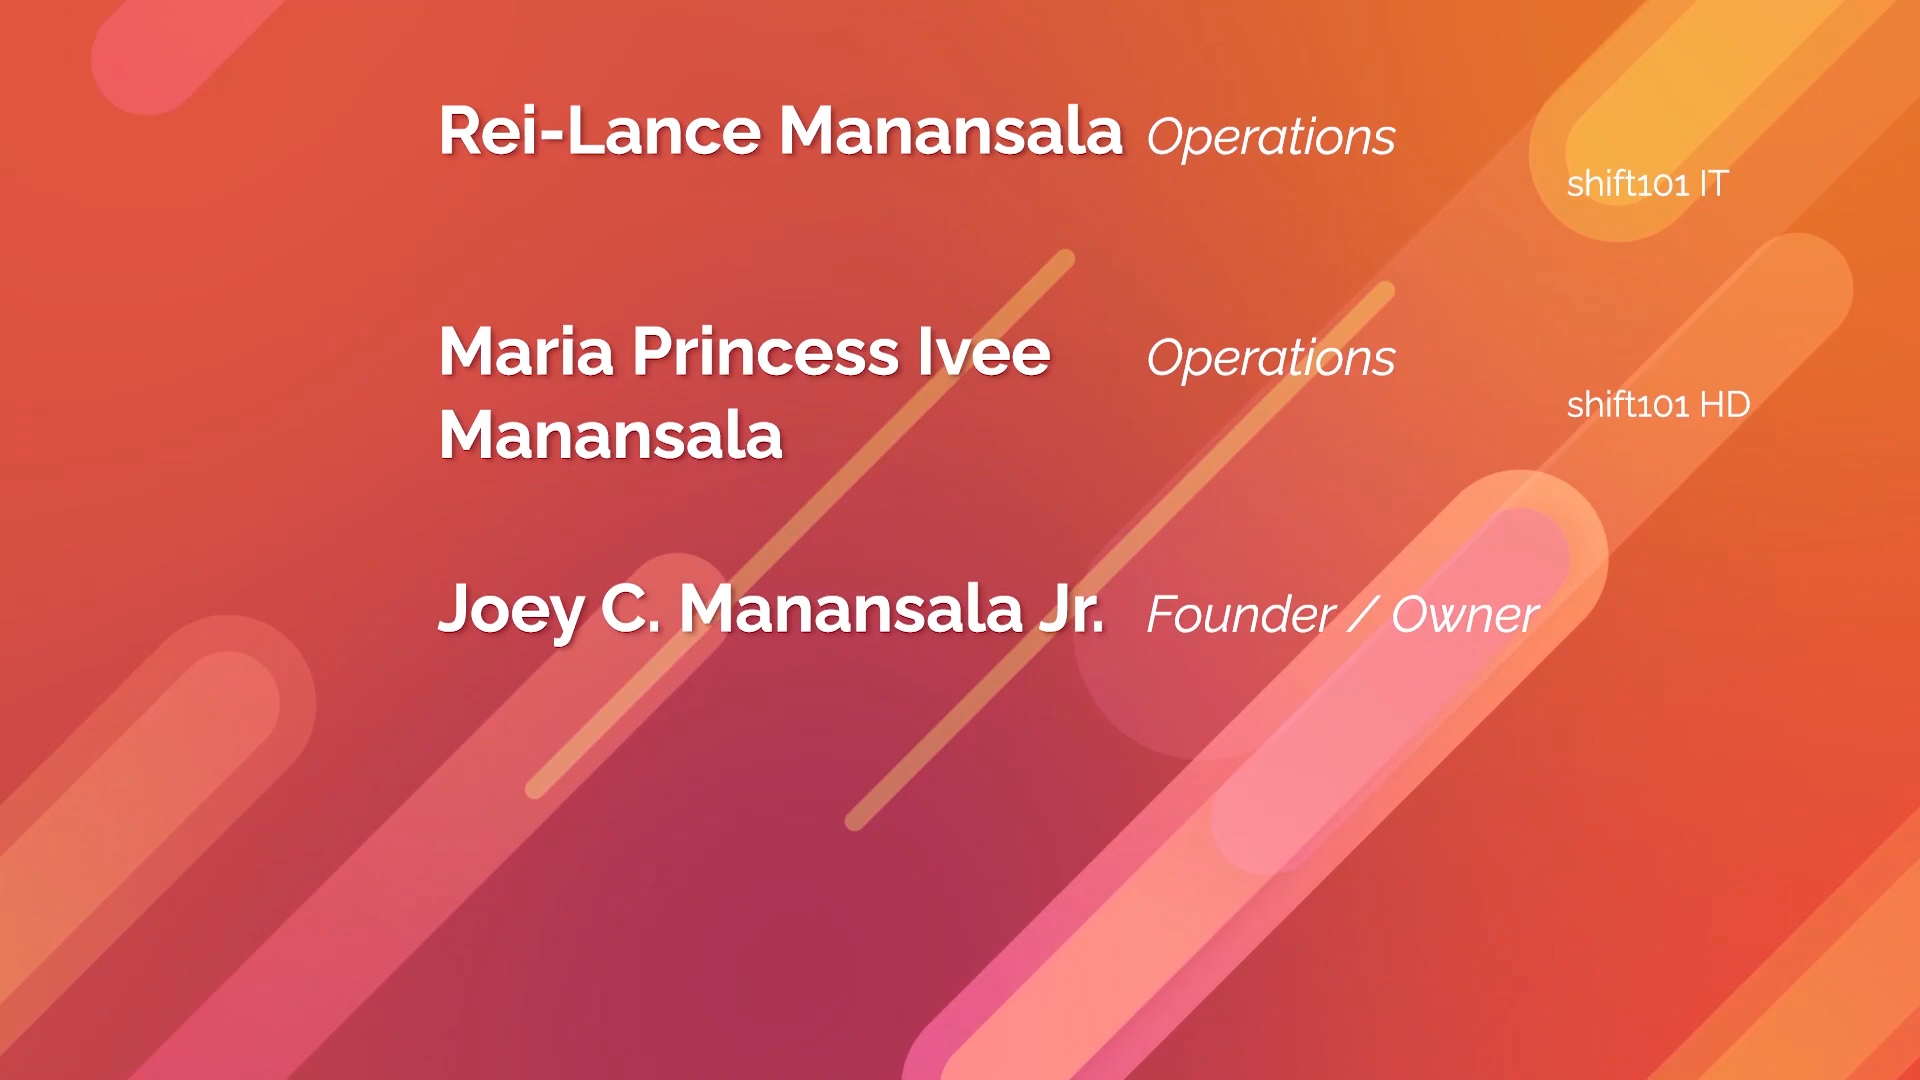 Rei-Lance Manansala Operations
shift101 IT
Maria Princess Ivee Operations
shift101 HD
Manansala
Joey C. Manansala Jr. Founder / Owner